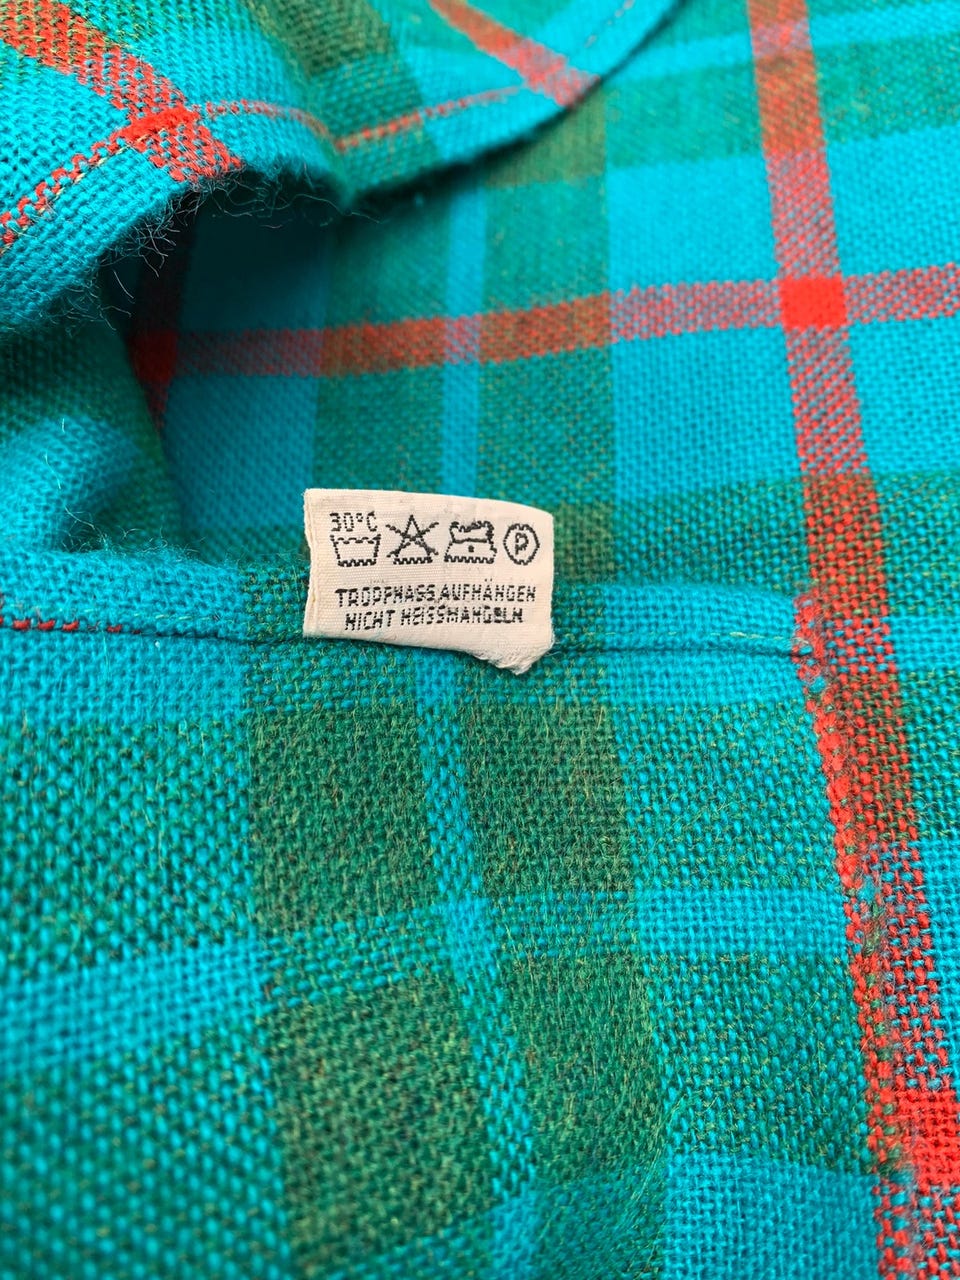 30°C
P
TROPFNASS AUFHÄNGEN
NICHT HEISSMANGELN